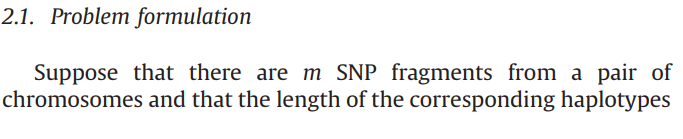 2.1. Problem formulation
Suppose that there are m SNP fragments from a pair of
chromosomes and that the length of the corresponding haplotypes